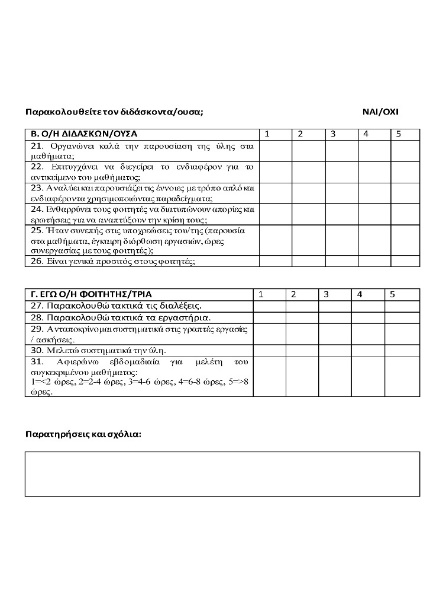 Παρακολουθείτε τον διδάσκοντα/ουσα; ΝΑΙ/ΟΧΙ
Β. Ο/Η ΔΙΔΑΣΚΩΝ/ΟΥΣΑ 1 2 3 4 5
21. Οργανώνει καλά την παρουσίαση της ύλης στα
μαθήματα;
22. Επιτυγχάνει να διεγείρει το ενδιαφέρον για το
αντικείμενο του μαθήματος;
23. Αναλύει και παρουσιάζει τις έννοιες με τρόπο απλό και
ενδιαφέροντα χρησιμοποιώντας παραδείγματα;
24. Ενθαρρύνει τους φοιτητές να διατυπώνουν απορίες και
ερωτήσεις για να αναπτύξουν την κρίση τους;
25. Ήταν συνεπής στις υποχρεώσεις του/της (παρουσία
στα μαθήματα, έγκαιρη διόρθωση εργασιών, ώρες
συνεργασίας με τους φοιτητές);
26. Είναι γενικά προσιτός στους φοιτητές;
Γ. ΕΓΩ Ο/Η ΦΟΙΤΗΤΗΣ/ΤΡΙΑ 1 2 3 4 5
27. Παρακολουθώ τακτικά τις διαλέξεις.
28. Παρακολουθώ τακτικά τα εργαστήρια.
29. Ανταποκρίνομαι συστηματικά στις γραπτές εργασίες
/ ασκήσεις.
30. Μελετώ συστηματικά την ύλη.
31. Αφιερώνω εβδομαδιαία για μελέτη του
συγκεκριμένου μαθήματος:
1=<2 ώρες, 2=2-4 ώρες, 3=4-6 ώρες, 4=6-8 ώρες, 5=>8
ώρες.
Παρατηρήσεις και σχόλια: